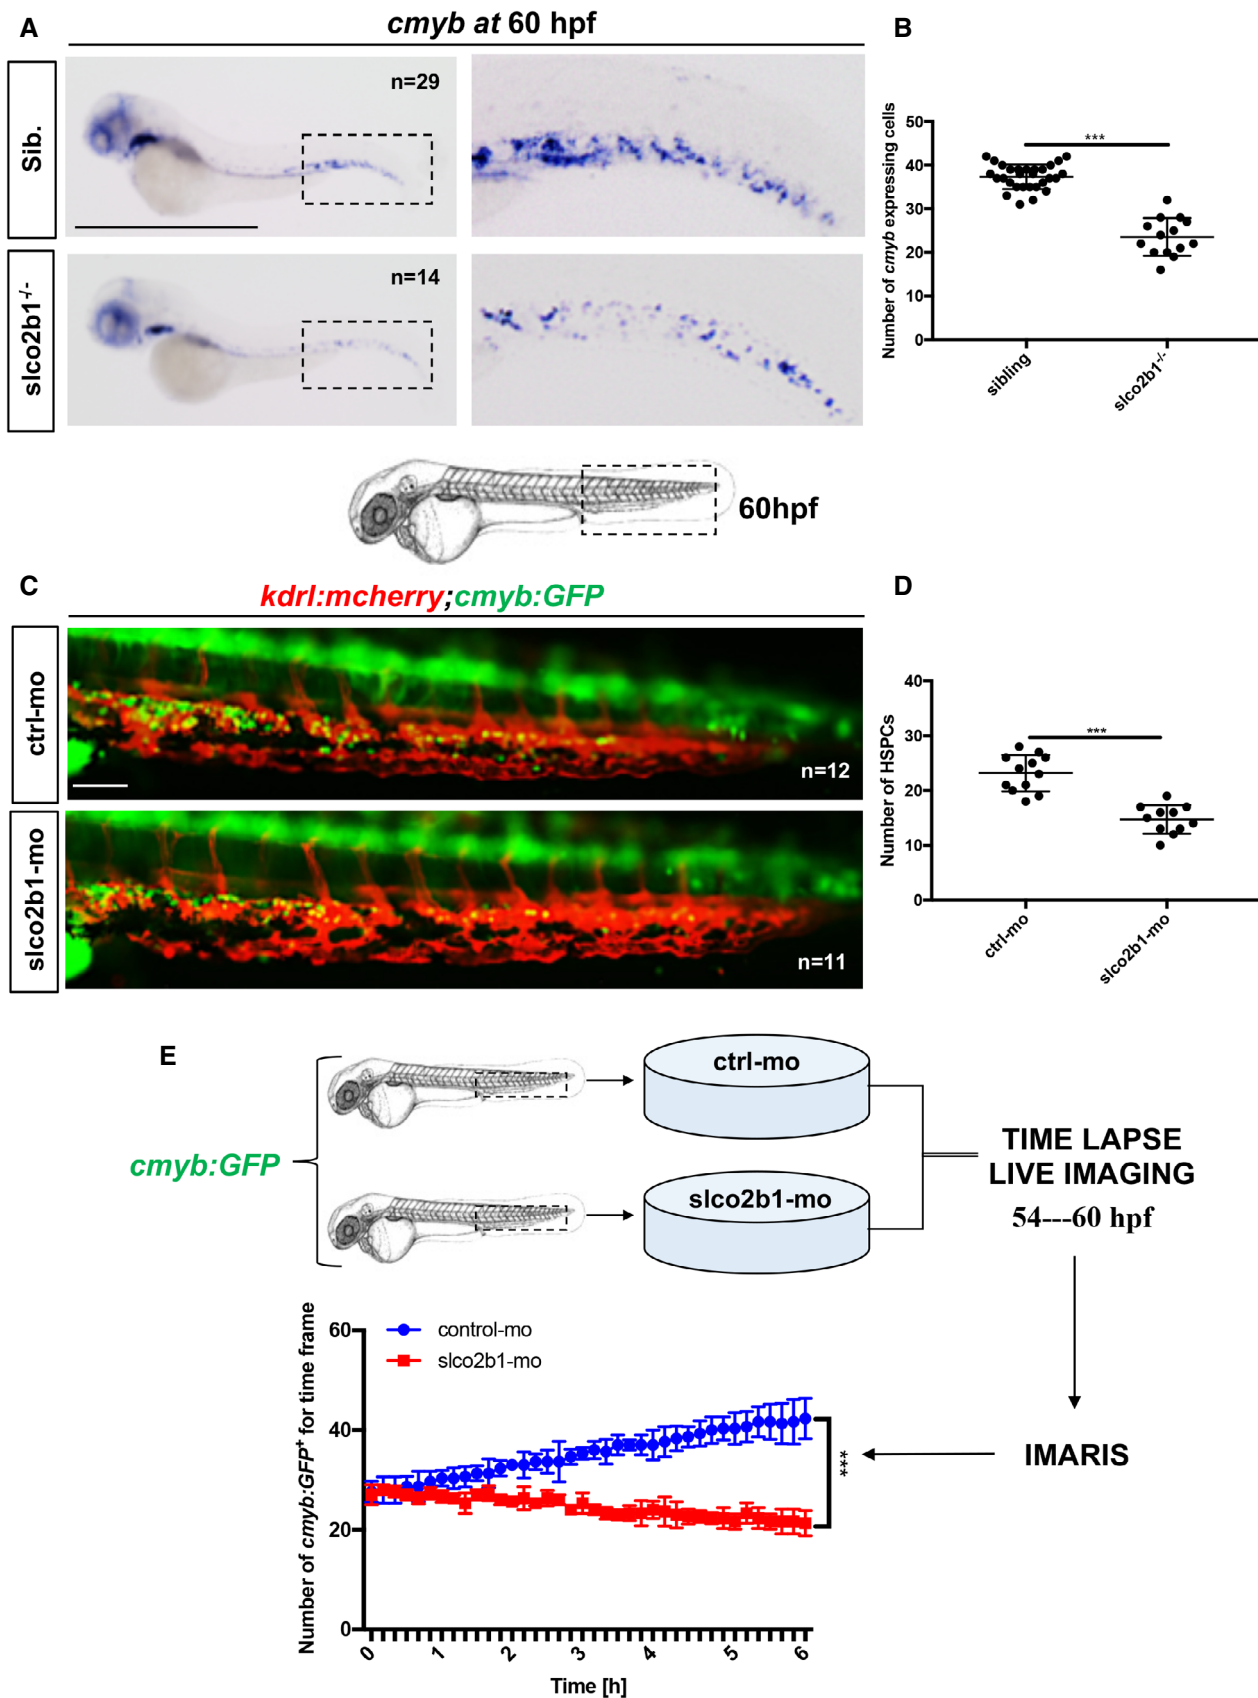 A
cmyb at 60 hpf
Sib.
n=29
slco2b1-/-
n=14
60hpf
B
Number of cmyb expressing cells
50
40
30
20
10
0
***
sibling
slco2b1-/-
C
kdrl:mcherry;cmyb:GFP
ctrl-mo
n=12
slco2b1-mo
n=11
D
Number of HSPCs
40
30
20
10
0
***
ctrl-mo
slco2b1-mo
E
cmyb:GFP
ctrl-mo
slco2b1-mo
TIME LAPSE
LIVE IMAGING
54---60 hpf
IMARIS
Number of cmyb:GFP+ for time frame
60
40
20
0
control-mo
slco2b1-mo
***
0 1 2 3 4 5 6
Time [h]